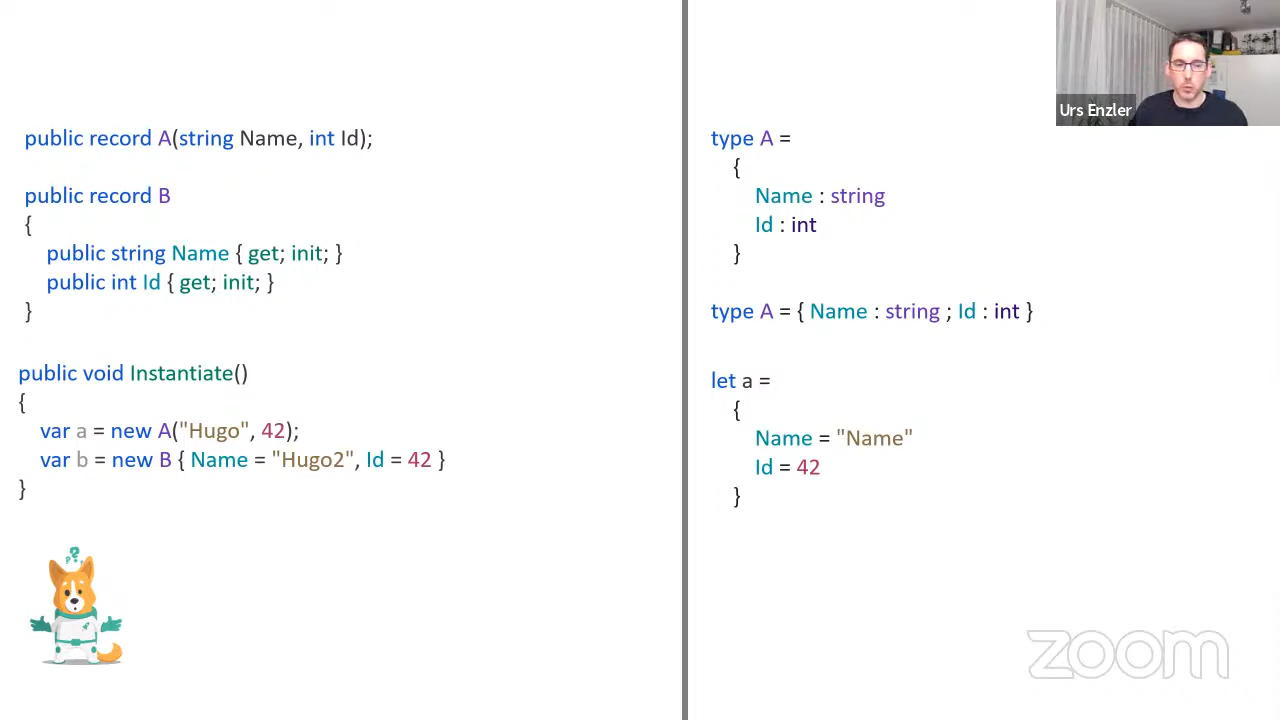 public record A(string Name, int Id);
public record B
{
public string Name { get; init; }
public int Id { get; init; }
}
public void Instantiate()
{
var a = new A("Hugo", 42);
var b = new B { Name = "Hugo2", Id = 42 }
}
???
type A =
{
Name : string
Id : int
}
type A = { Name : string ; Id : int }
let a =
{
Name = "Name"
Id = 42
}
Urs Enzler
zoom